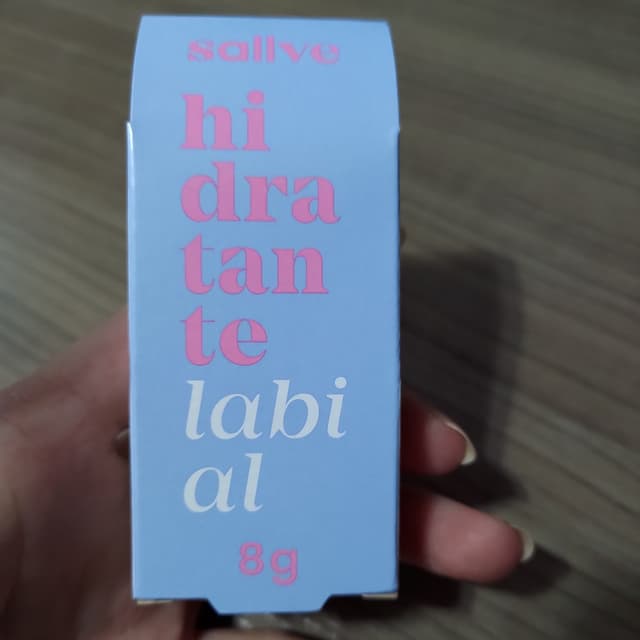 sallve
hi
dra
tan
te
labi
al
8g